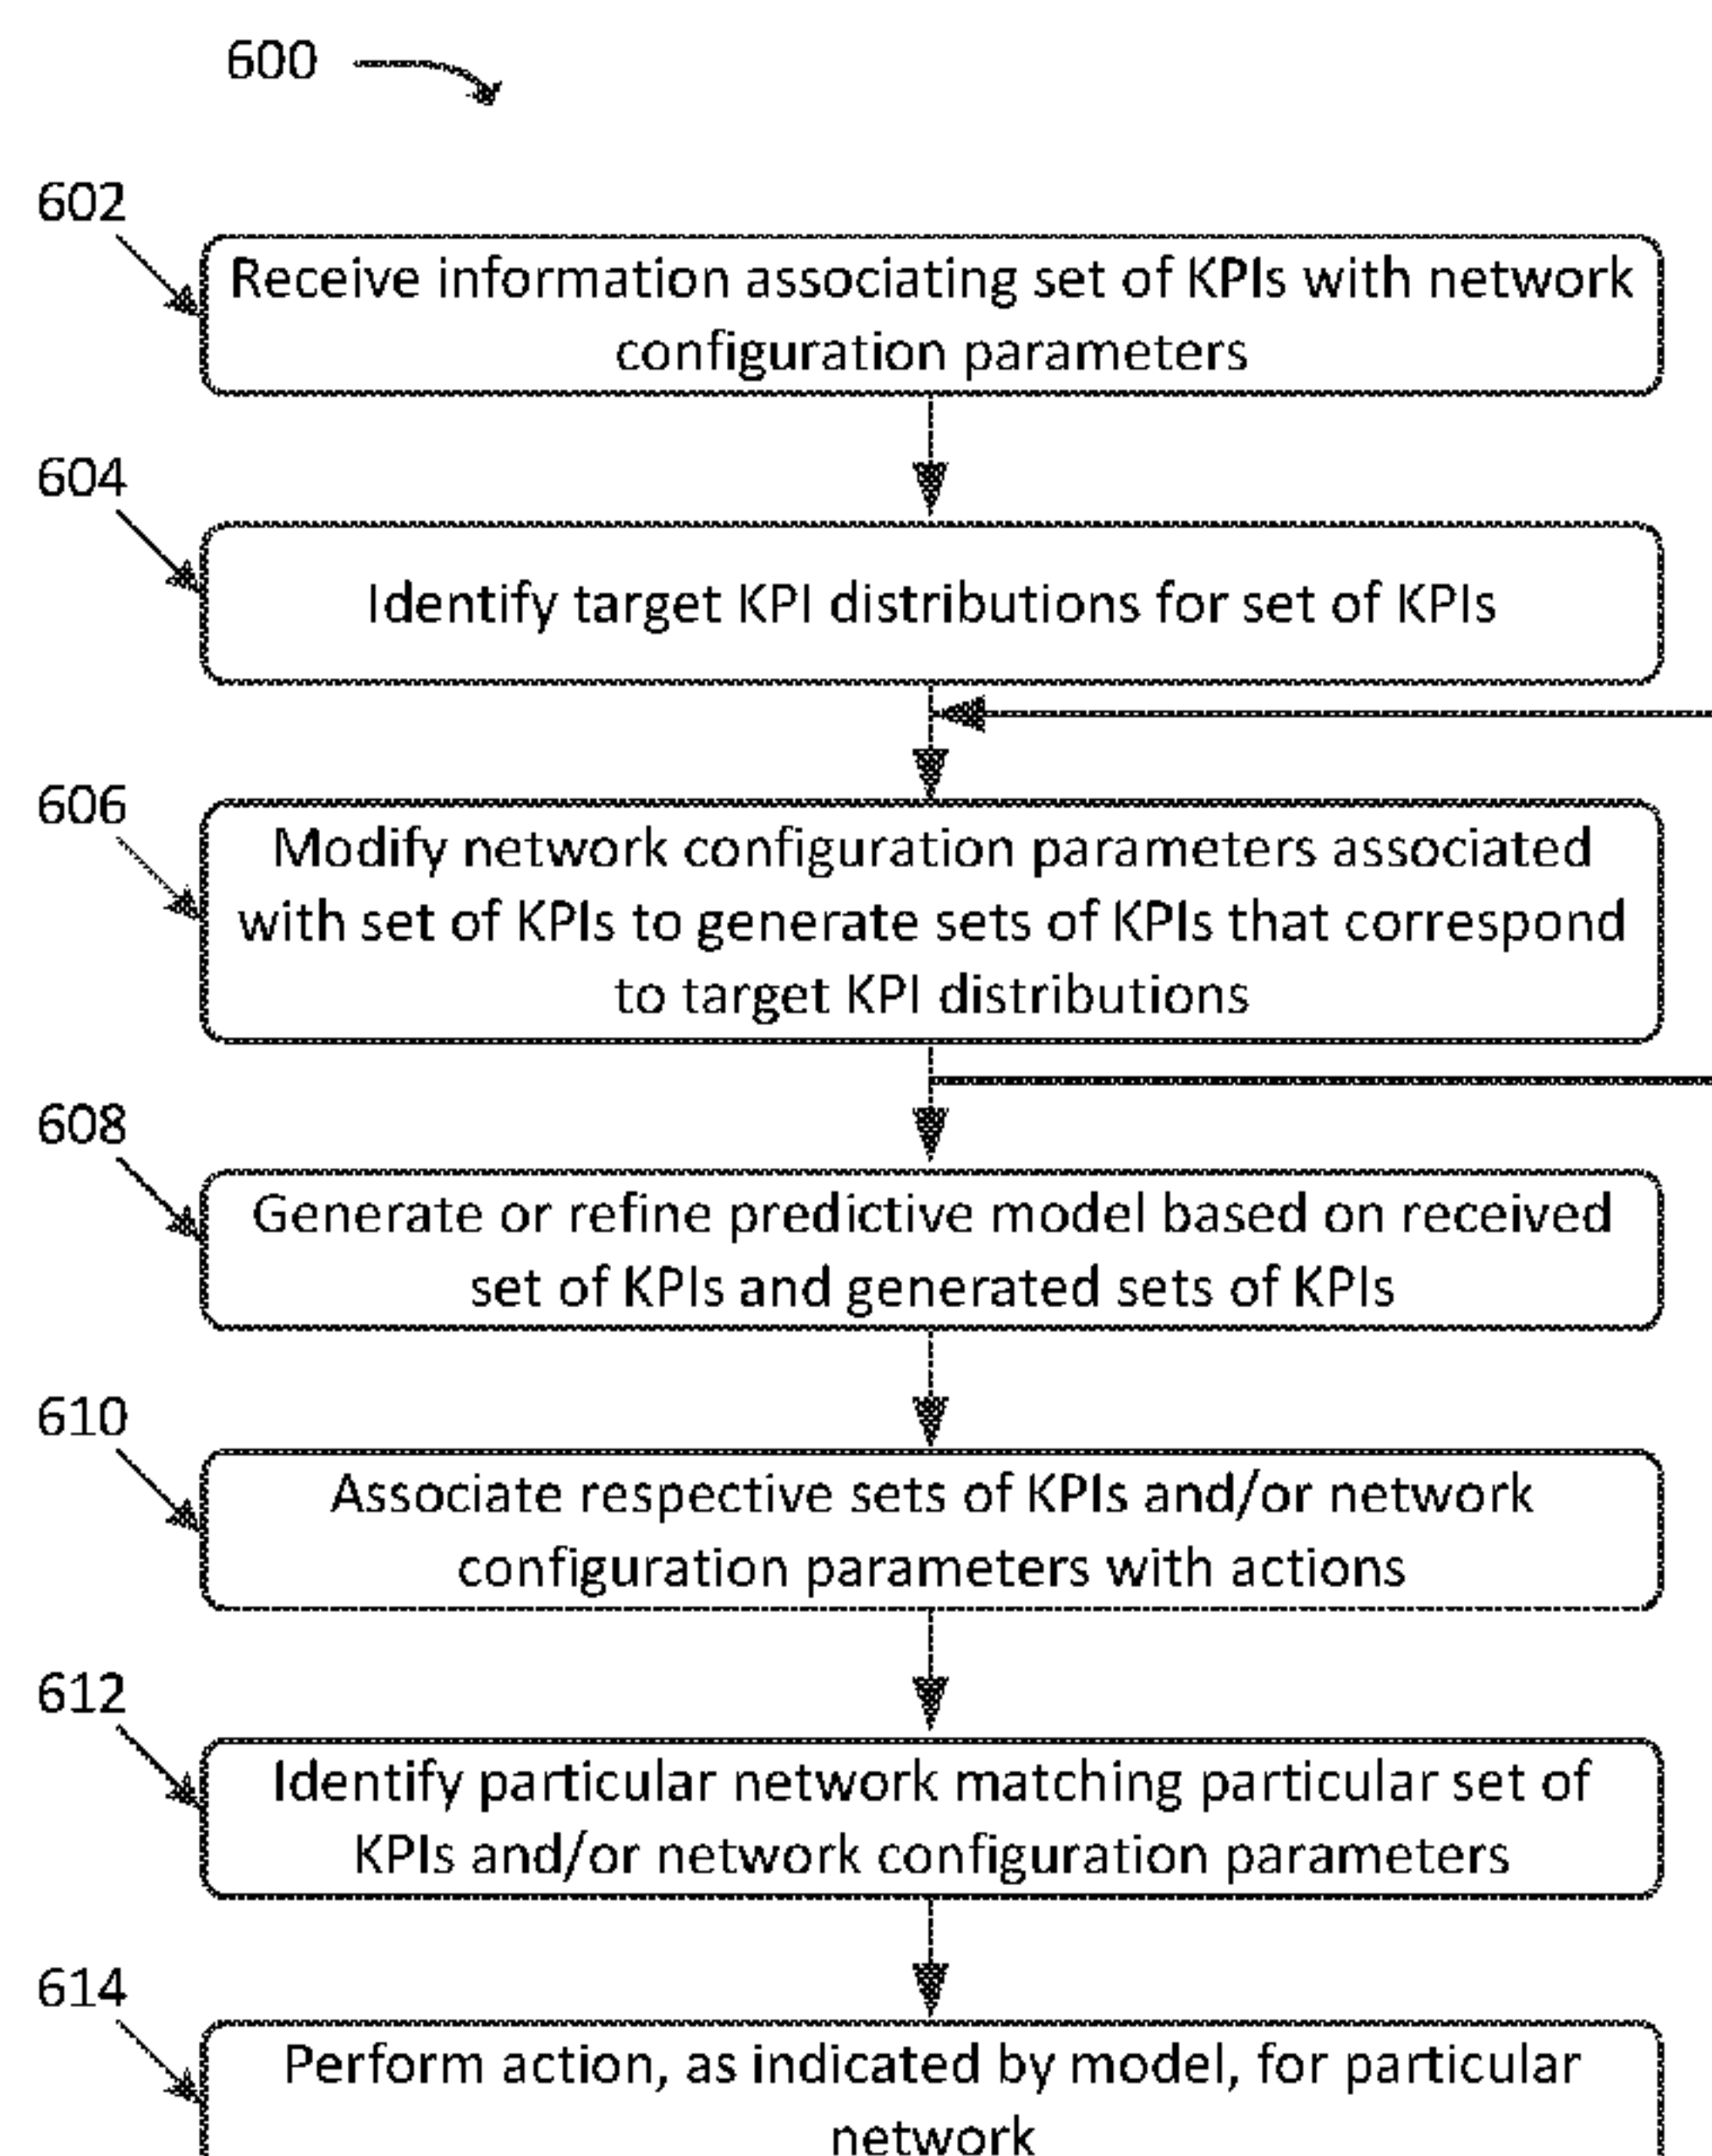 600
602
Receive information associating set of KPIs with network
configuration parameters
604
Identify target KPI distributions for set of KPIs
606
Modify network configuration parameters associated
with set of KPIs to generate sets of KPIs that correspond
to target KPI distributions
608
Generate or refine predictive model based on received
set of KPIs and generated sets of KPIs
610
Associate respective sets of KPIs and/or network
configuration parameters with actions
612
Identify particular network matching particular set of
KPIs and/or network configuration parameters
614
Perform action, as indicated by model, for particular
network